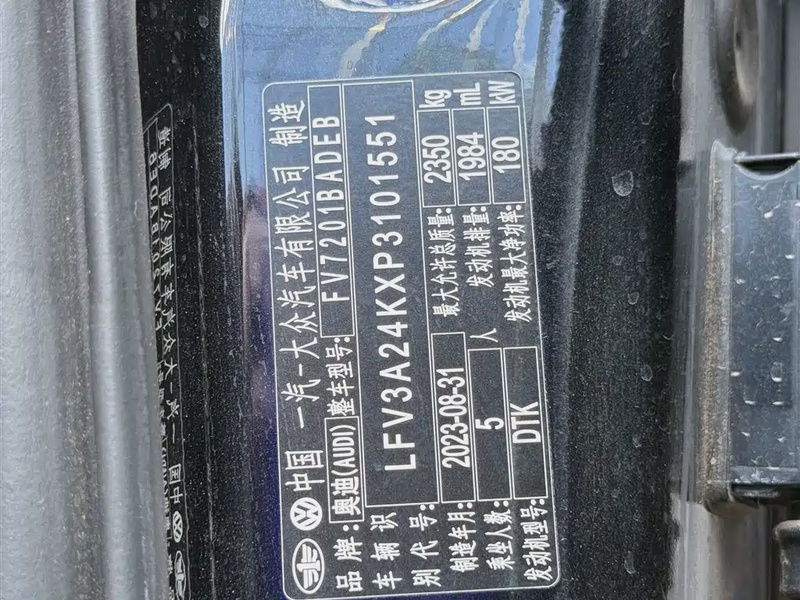 中国 一汽-大众汽车有限公司 制造
品牌: 奥迪(AUDI) 整车型号: FV7201BADEB
车辆识别代号: LFV3A24KXP3101551
制造年月: 2023-08-31 最大允许总质量: 2350 kg
乘坐人数: 5 人 发动机排量: 1984 mL
发动机型号: DTK 发动机最大净功率: 180 kW